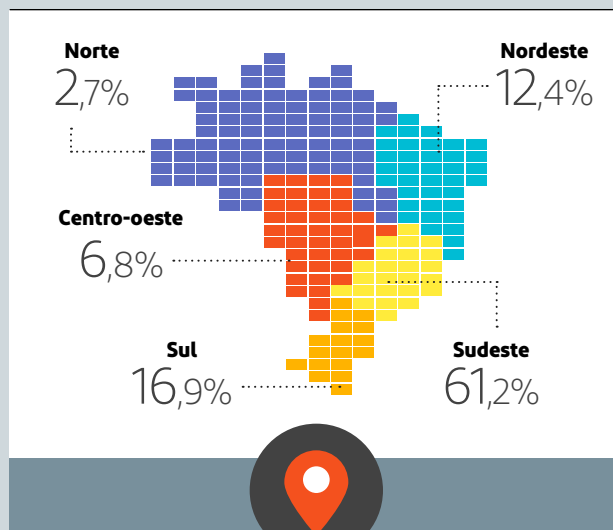 Norte
2,7%
Nordeste
12,4%
Centro-oeste
6,8%
Sul
16,9%
Sudeste
61,2%